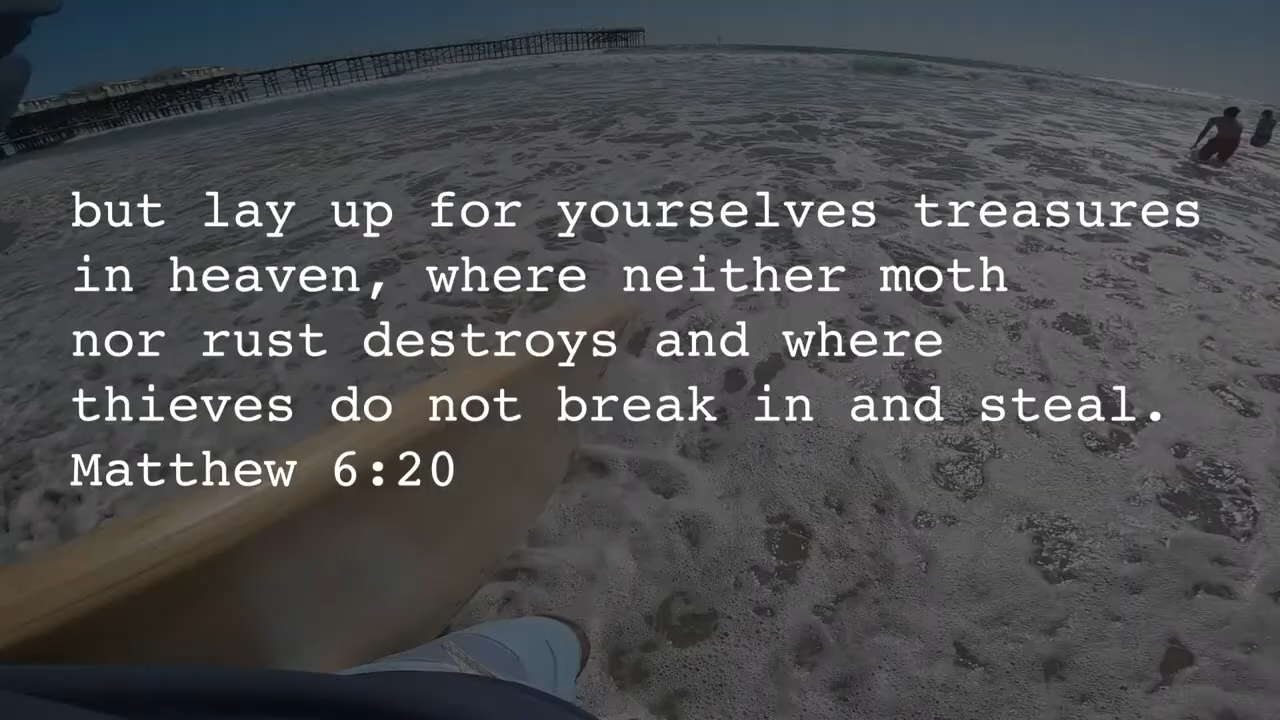 but lay up for yourselves treasures
in heaven, where neither moth
nor rust destroys and where
thieves do not break in and steal.
Matthew 6:20